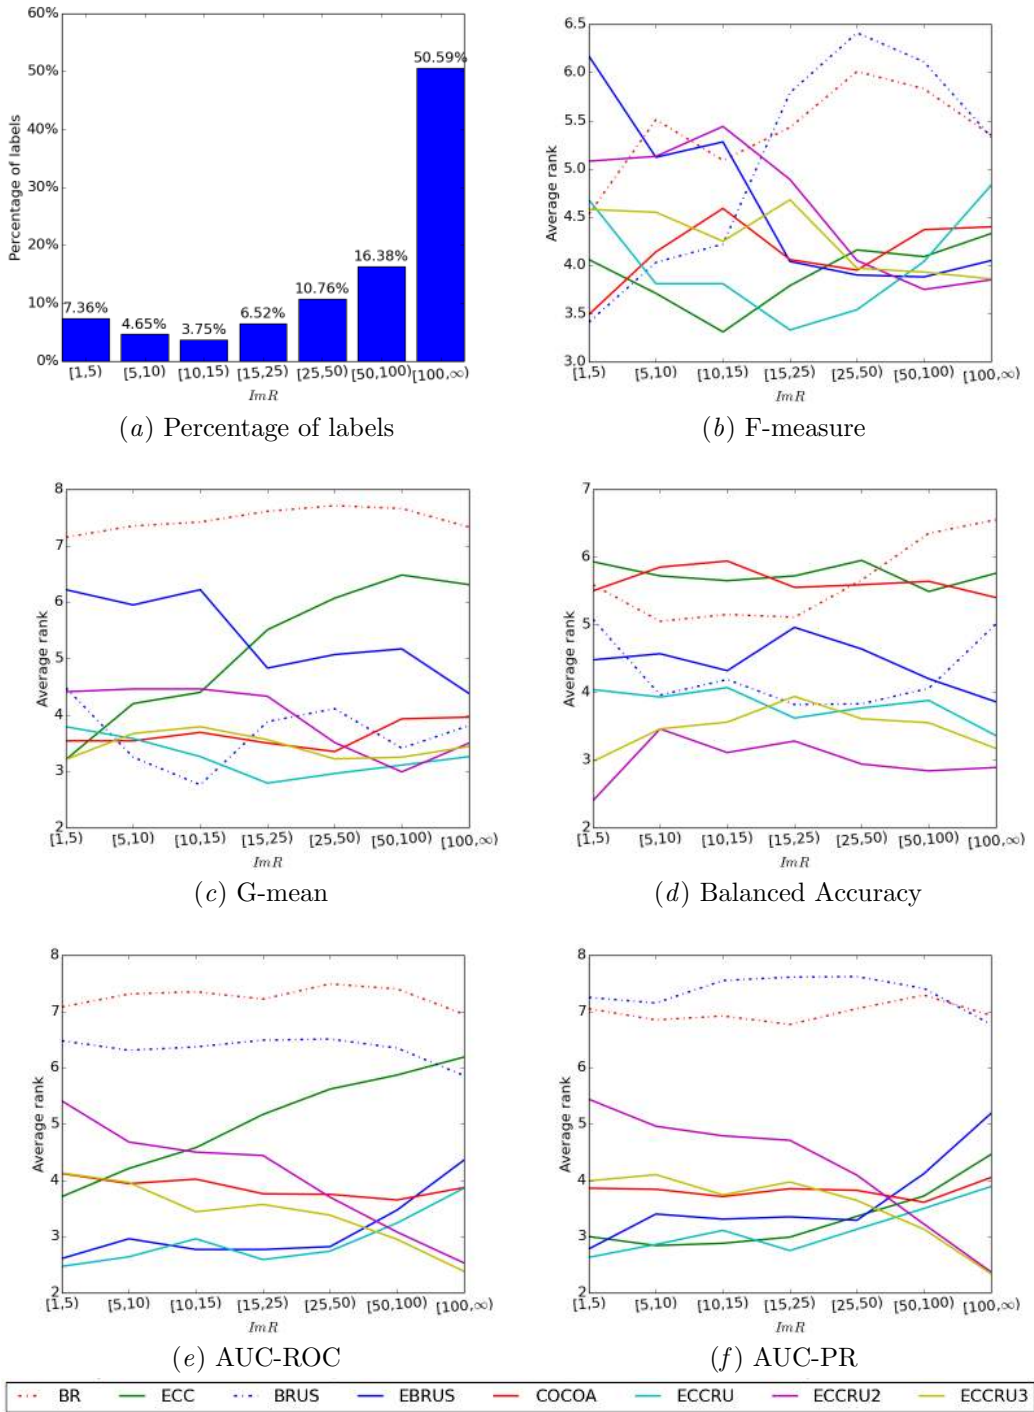 60%
50%
40%
30%
20%
10%
0%
Percentage of labels
7.36%
4.65%
3.75%
6.52%
10.76%
16.38%
50.59%
[1,5) [5,10) [10,15) [15,25) [25,50) [50,100) [100,∞)
ImR
(a) Percentage of labels
6.5
6.0
5.5
5.0
4.5
4.0
3.5
3.0
Average rank
[1,5) [5,10) [10,15) [15,25) [25,50) [50,100) [100,∞)
ImR
(b) F-measure
8
7
6
5
4
3
2
Average rank
[1,5) [5,10) [10,15) [15,25) [25,50) [50,100) [100,∞)
ImR
(c) G-mean
7
6
5
4
3
2
Average rank
[1,5) [5,10) [10,15) [15,25) [25,50) [50,100) [100,∞)
ImR
(d) Balanced Accuracy
8
7
6
5
4
3
2
Average rank
[1,5) [5,10) [10,15) [15,25) [25,50) [50,100) [100,∞)
ImR
(e) AUC-ROC
8
7
6
5
4
3
2
Average rank
[1,5) [5,10) [10,15) [15,25) [25,50) [50,100) [100,∞)
ImR
(f) AUC-PR
BR ECC BRUS EBRUS COCOA ECCRU ECCRU2 ECCRU3